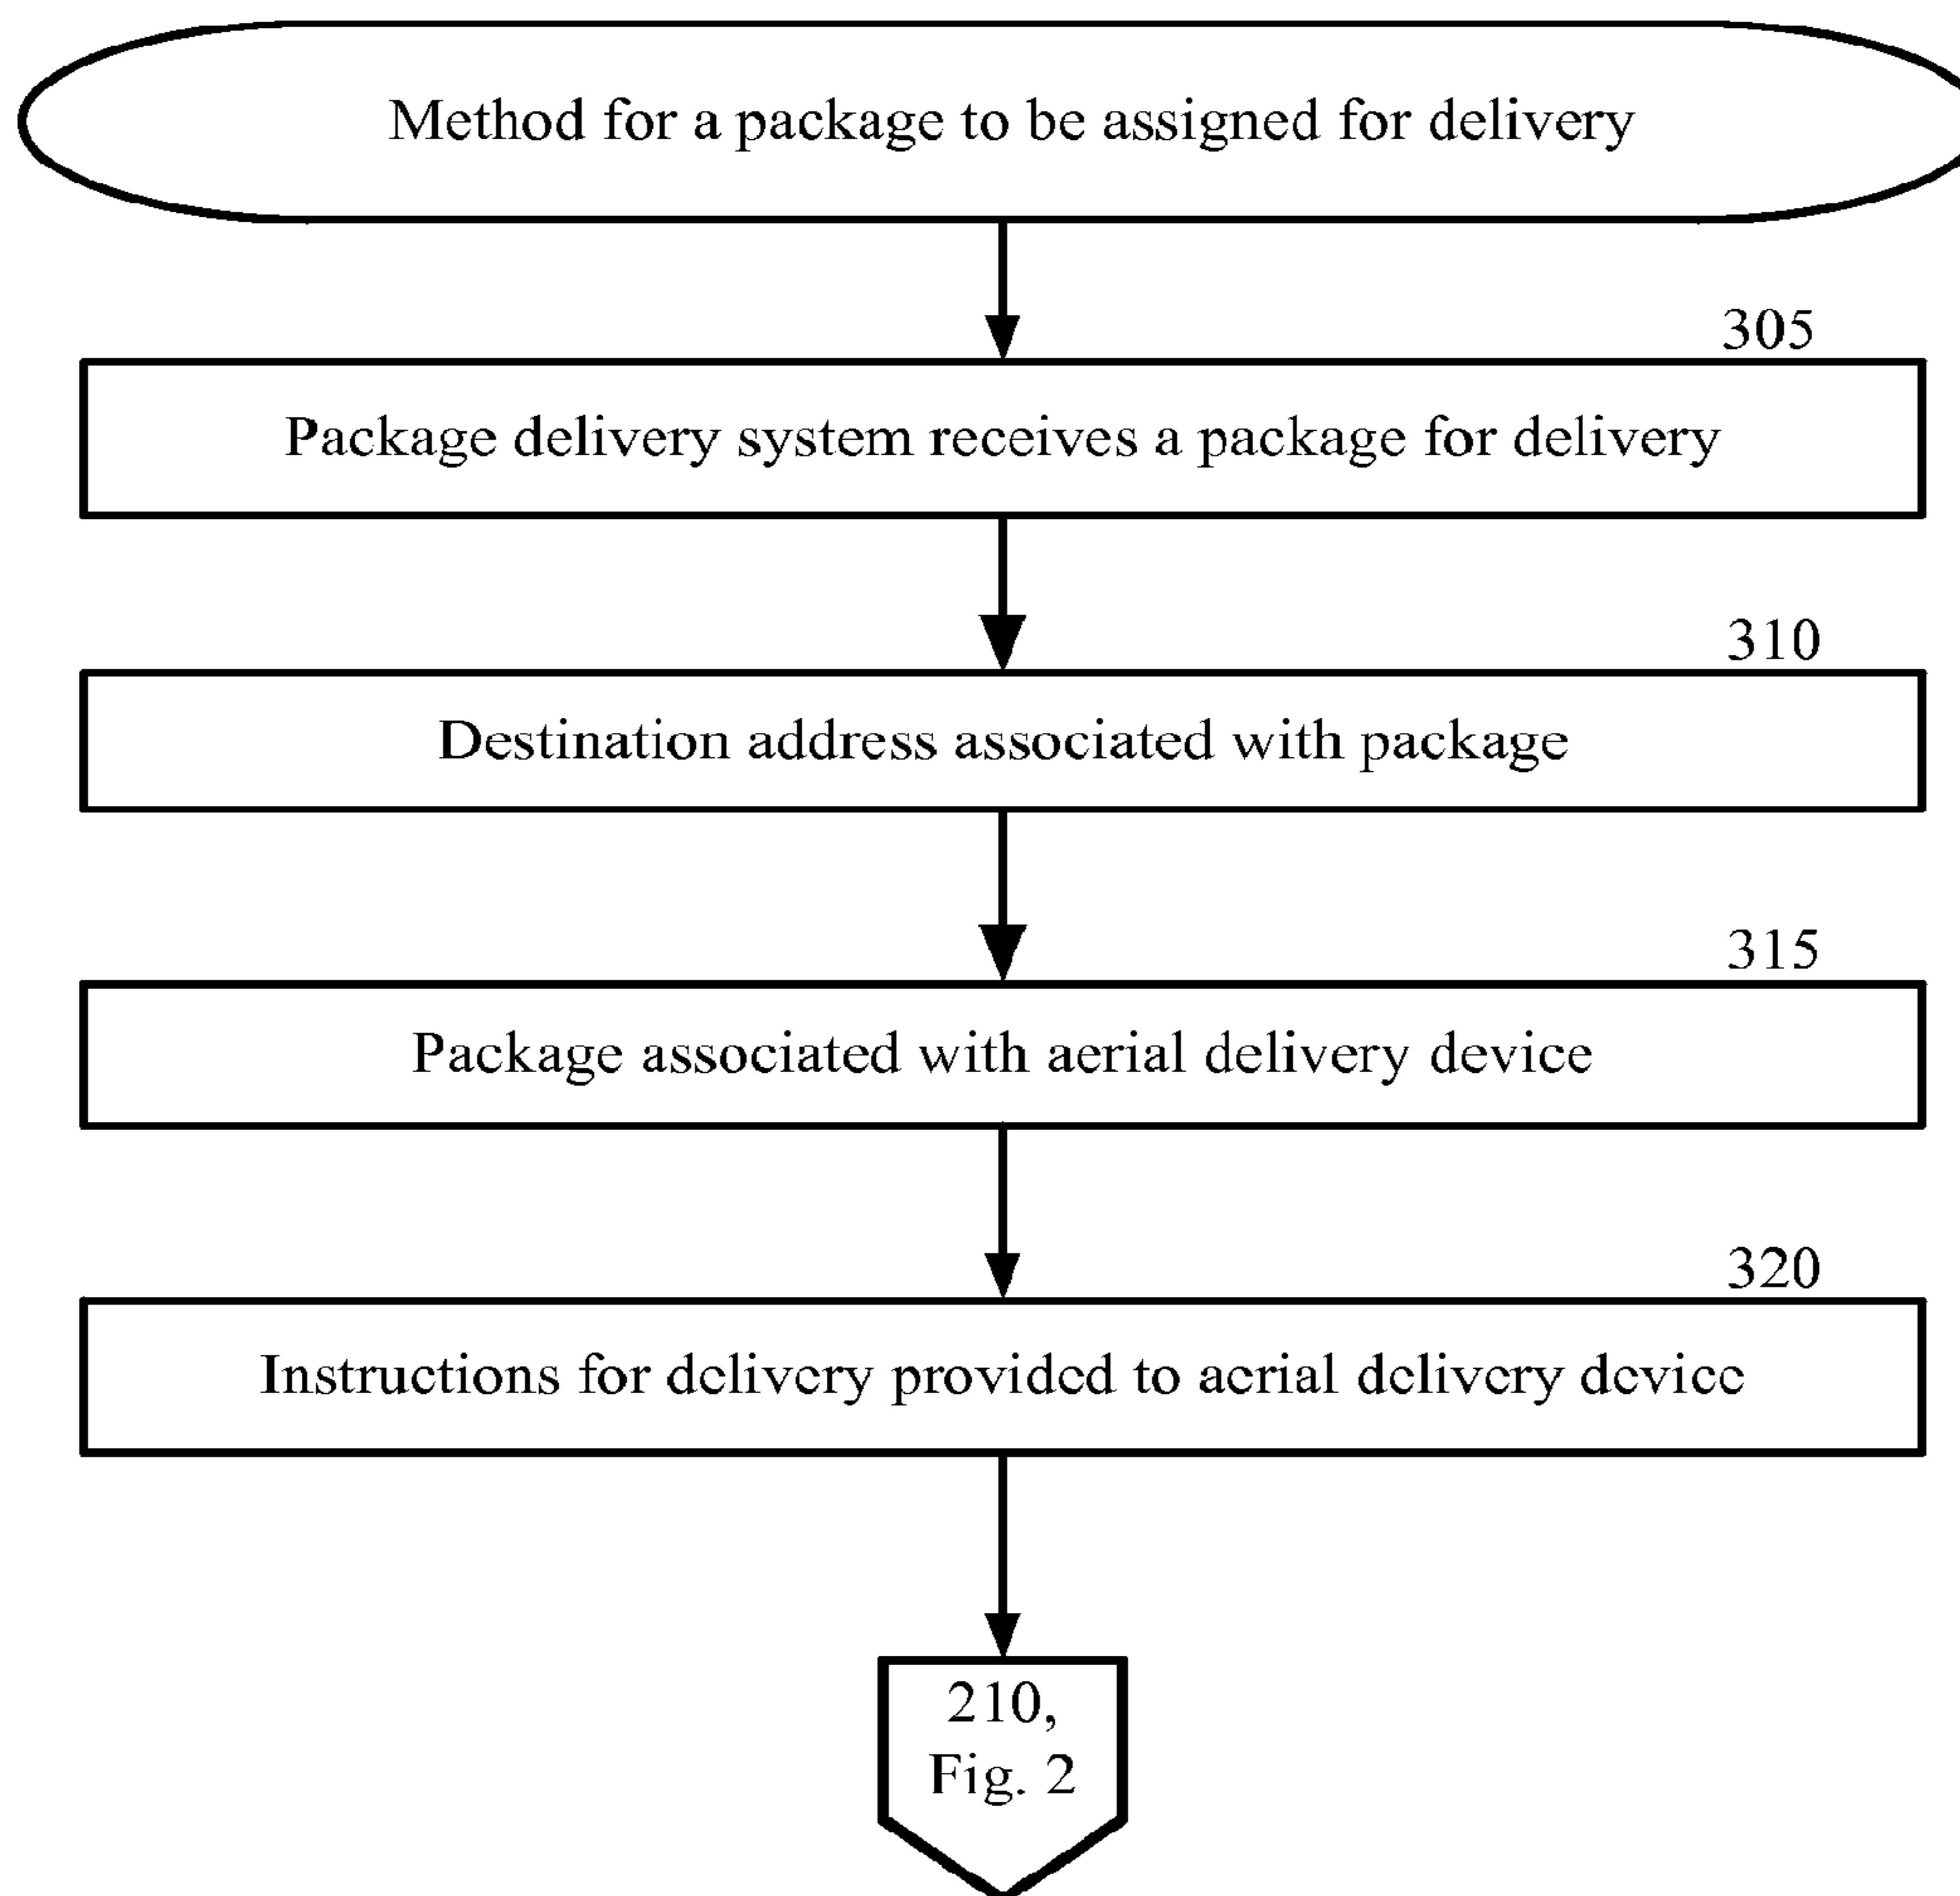 Method for a package to be assigned for delivery
305
Package delivery system receives a package for delivery
310
Destination address associated with package
315
Package associated with aerial delivery device
320
Instructions for delivery provided to aerial delivery device
210,
Fig. 2